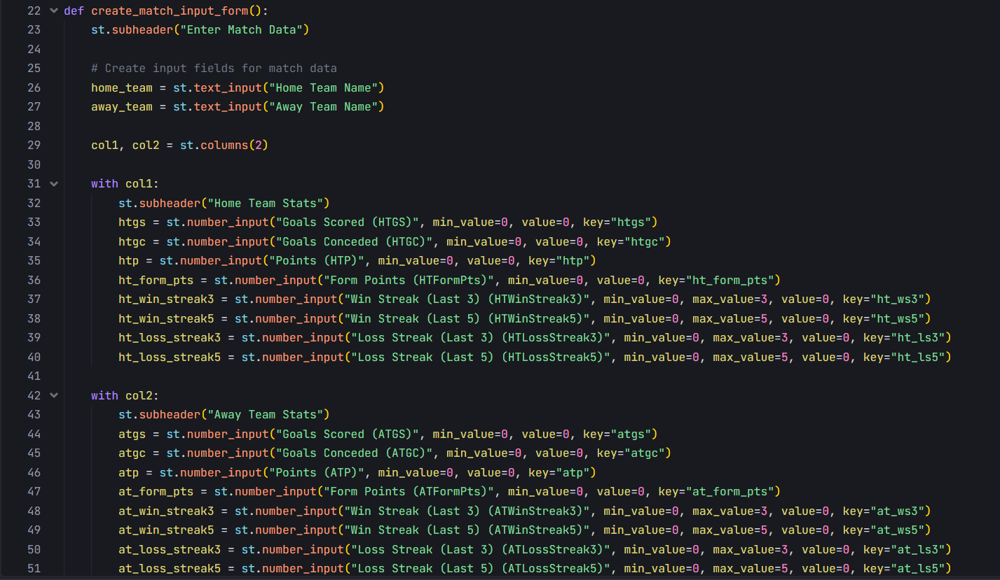 22 def create_match_input_form():
23     st.subheader("Enter Match Data")
24
25     # Create input fields for match data
26     home_team = st.text_input("Home Team Name")
27     away_team = st.text_input("Away Team Name")
28
29     col1, col2 = st.columns(2)
30
31     with col1:
32         st.subheader("Home Team Stats")
33         htgs = st.number_input("Goals Scored (HTGS)", min_value=0, value=0, key="htgs")
34         htgc = st.number_input("Goals Conceded (HTGC)", min_value=0, value=0, key="htgc")
35         htp = st.number_input("Points (HTP)", min_value=0, value=0, key="htp")
36         ht_form_pts = st.number_input("Form Points (HTFormPts)", min_value=0, value=0, key="ht_form_pts")
37         ht_win_streak3 = st.number_input("Win Streak (Last 3) (HTWinStreak3)", min_value=0, max_value=3, value=0, key="ht_ws3")
38         ht_win_streak5 = st.number_input("Win Streak (Last 5) (HTWinStreak5)", min_value=0, max_value=5, value=0, key="ht_ws5")
39         ht_loss_streak3 = st.number_input("Loss Streak (Last 3) (HTLossStreak3)", min_value=0, max_value=3, value=0, key="ht_ls3")
40         ht_loss_streak5 = st.number_input("Loss Streak (Last 5) (HTLossStreak5)", min_value=0, max_value=5, value=0, key="ht_ls5")
41
42     with col2:
43         st.subheader("Away Team Stats")
44         atgs = st.number_input("Goals Scored (ATGS)", min_value=0, value=0, key="atgs")
45         atgc = st.number_input("Goals Conceded (ATGC)", min_value=0, value=0, key="atgc")
46         atp = st.number_input("Points (ATP)", min_value=0, value=0, key="atp")
47         at_form_pts = st.number_input("Form Points (ATFormPts)", min_value=0, value=0, key="at_form_pts")
48         at_win_streak3 = st.number_input("Win Streak (Last 3) (ATWinStreak3)", min_value=0, max_value=3, value=0, key="at_ws3")
49         at_win_streak5 = st.number_input("Win Streak (Last 5) (ATWinStreak5)", min_value=0, max_value=5, value=0, key="at_ws5")
50         at_loss_streak3 = st.number_input("Loss Streak (Last 3) (ATLossStreak3)", min_value=0, max_value=3, value=0, key="at_ls3")
51         at_loss_streak5 = st.number_input("Loss Streak (Last 5) (ATLossStreak5)", min_value=0, max_value=5, value=0, key="at_ls5")